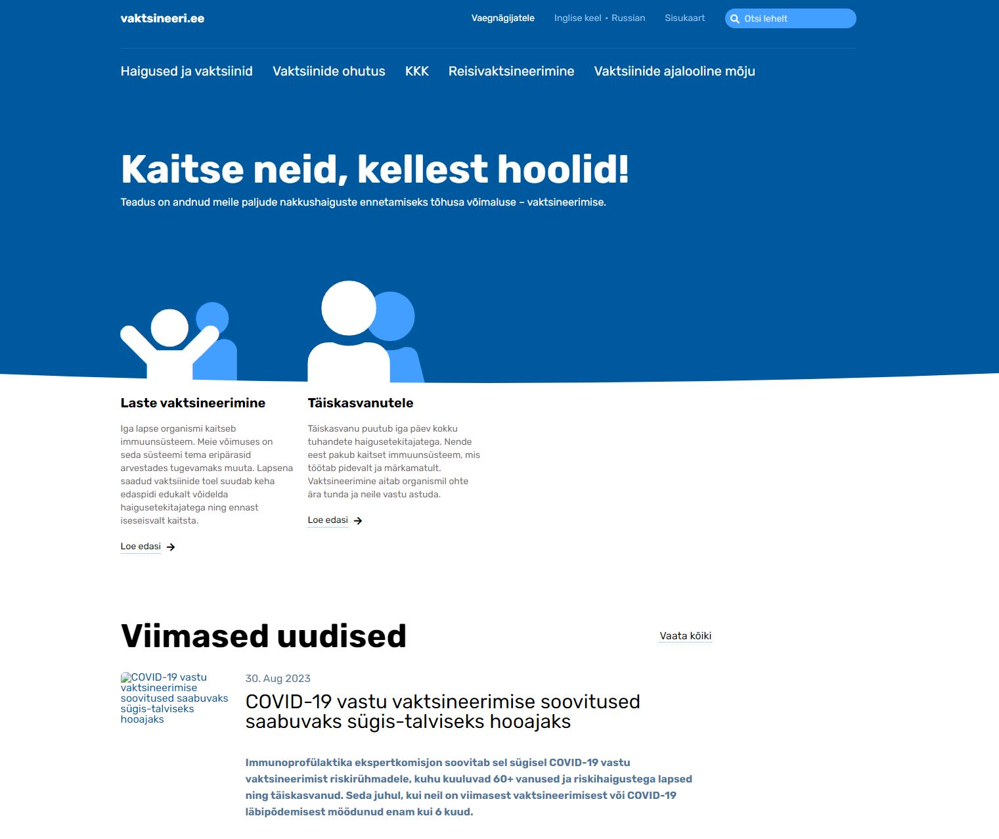 vaktsineeri.ee
Vaegnägijatele
Inglise keel • Russian
Sisukaart
Otsi lehelt
Haigused ja vaktsiinid
Vaktsiinide ohutus
KKK
Reisivaktsineerimine
Vaktsiinide ajalooline mõju
Kaitse neid, kellest hoolid!
Teadus on andnud meile paljude nakkushaiguste ennetamiseks tõhusa võimaluse – vaktsineerimise.
Laste vaktsineerimine
Iga lapse organismi kaitseb
immuunsüsteem. Meie võimuses on
seda süsteemi tema eripärasid
arvestades tugevamaks muuta. Lapsena
saadud vaktsiinide toel suudab keha
edaspidi edukalt võidelda
haigusetekitajatega ning ennast
iseseisvalt kaitsta.
Loe edasi
Täiskasvanutele
Täiskasvanu puutub iga päev kokku
tuhandete haigusetekitajatega. Nende
eest pakub kaitset immuunsüsteem, mis
töötab pidevalt ja märkamatult.
Vaktsineerimine aitab organismil ohte
ära tunda ja neile vastu astuda.
Loe edasi
Viimased uudised
Vaata kõiki
COVID-19 vastu
vaktsineerimise
soovitused saabuvaks
sügis-talviseks
hooajaks
30. Aug 2023
COVID-19 vastu vaktsineerimise soovitused
saabuvaks sügis-talviseks hooajaks
Immunoprofülaktika ekspertkomisjon soovitab sel sügisel COVID-19 vastu
vaktsineerimist riskirühmadele, kuhu kuuluvad 60+ vanused ja riskihaigustega lapsed
ning täiskasvanud. Seda juhul, kui neil on viimasest vaktsineerimisest või COVID-19
läbipõdemisest möödunud enam kui 6 kuud.